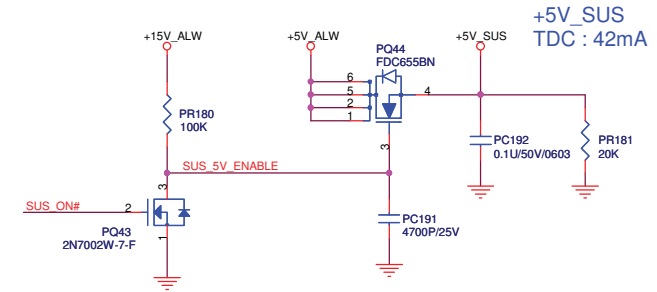 +5V_SUS
TDC : 42mA
+15V_ALW
+5V_ALW
+5V_SUS
PQ44
FDC655BN
6
5
2
1
4
3
PR180
100K
PC192
0.1U/50V/0603
PR181
20K
SUS_5V_ENABLE
3
SUS_ON#
2
1
PQ43
2N7002W-7-F
PC191
4700P/25V